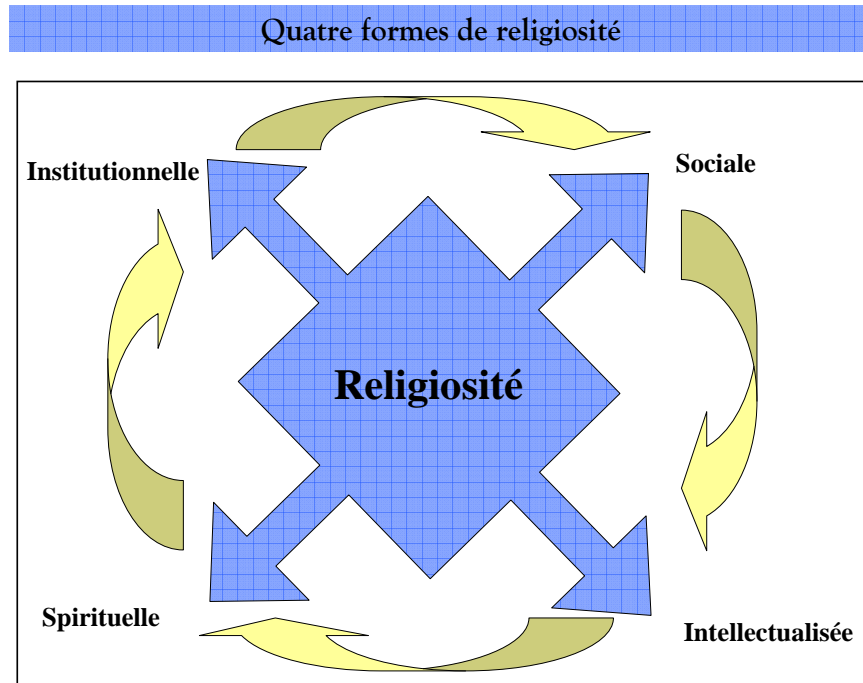 Quatre formes de religiosité
Institutionnelle
Sociale
Religiosité
Spirituelle
Intellectualisée